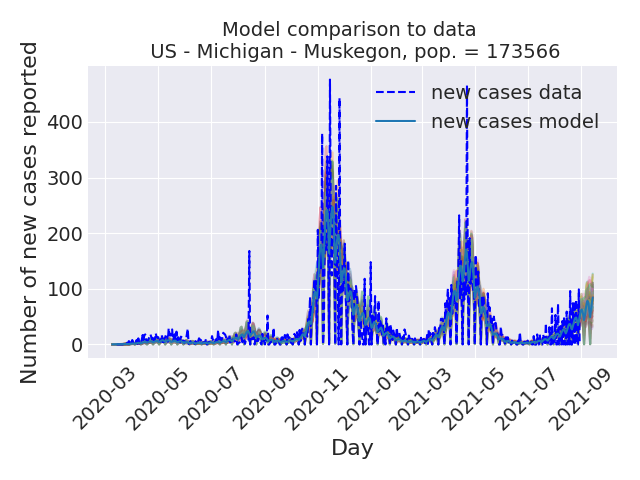 Model comparison to data
US - Michigan - Muskegon, pop. = 173566
Number of new cases reported
400
300
200
100
0
new cases data
new cases model
2020-03
2020-05
2020-07
2020-09
2020-11
2021-01
2021-03
2021-05
2021-07
2021-09
Day